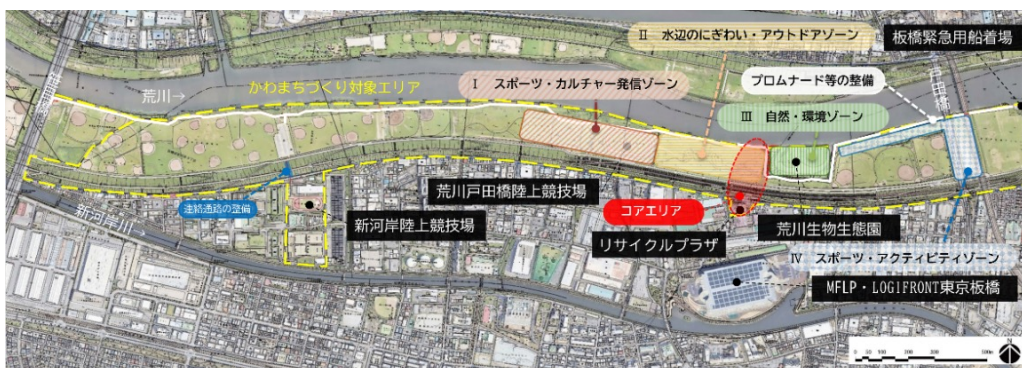 II 水辺のにぎわい・アウトドアゾーン
板橋緊急用船着場
荒川→
かわまちづくり対象エリア
I スポーツ・カルチャー発信ゾーン
プロムナード等の整備
III 自然・環境ゾーン
連絡通路の整備
荒川戸田橋陸上競技場
新河岸川
新河岸陸上競技場
コアエリア
リサイクルプラザ
荒川生物生態園
IV スポーツ・アクティビティゾーン
MFLP・LOGIFRONT東京板橋
0 50 100 200 300 500m
N